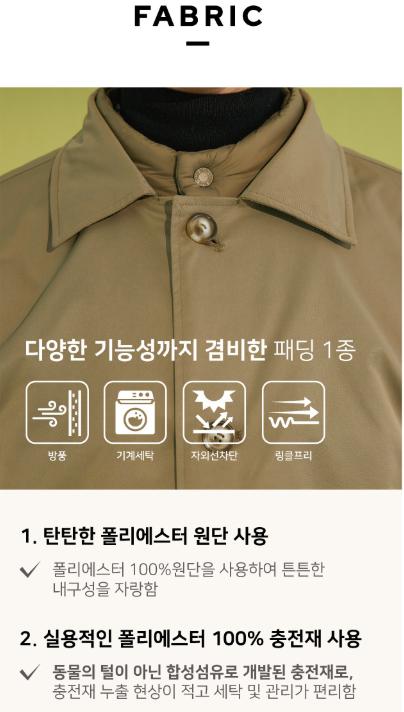 FABRIC
다양한 기능성까지 겸비한 패딩 1종
방풍 기계세탁 자외선차단 링클프리
1. 탄탄한 폴리에스터 원단 사용
폴리에스터 100%원단을 사용하여 튼튼한
내구성을 자랑함
2. 실용적인 폴리에스터 100% 충전재 사용
동물의 털이 아닌 합성섬유로 개발된 충전재로,
충전재 누출 현상이 적고 세탁 및 관리가 편리함